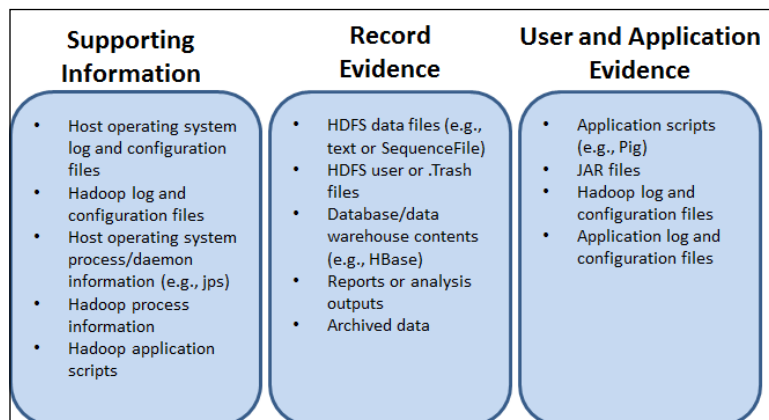 Supporting
Information
• Host operating system
log and configuration
files
• Hadoop log and
configuration files
• Host operating system
process/daemon
information (e.g., jps)
• Hadoop process
information
• Hadoop application
scripts
Record
Evidence
• HDFS data files (e.g.,
text or SequenceFile)
• HDFS user or .Trash
files
• Database/data
warehouse contents
(e.g., HBase)
• Reports or analysis
outputs
• Archived data
User and Application
Evidence
• Application scripts
(e.g., Pig)
• JAR files
• Hadoop log and
configuration files
• Application log and
configuration files